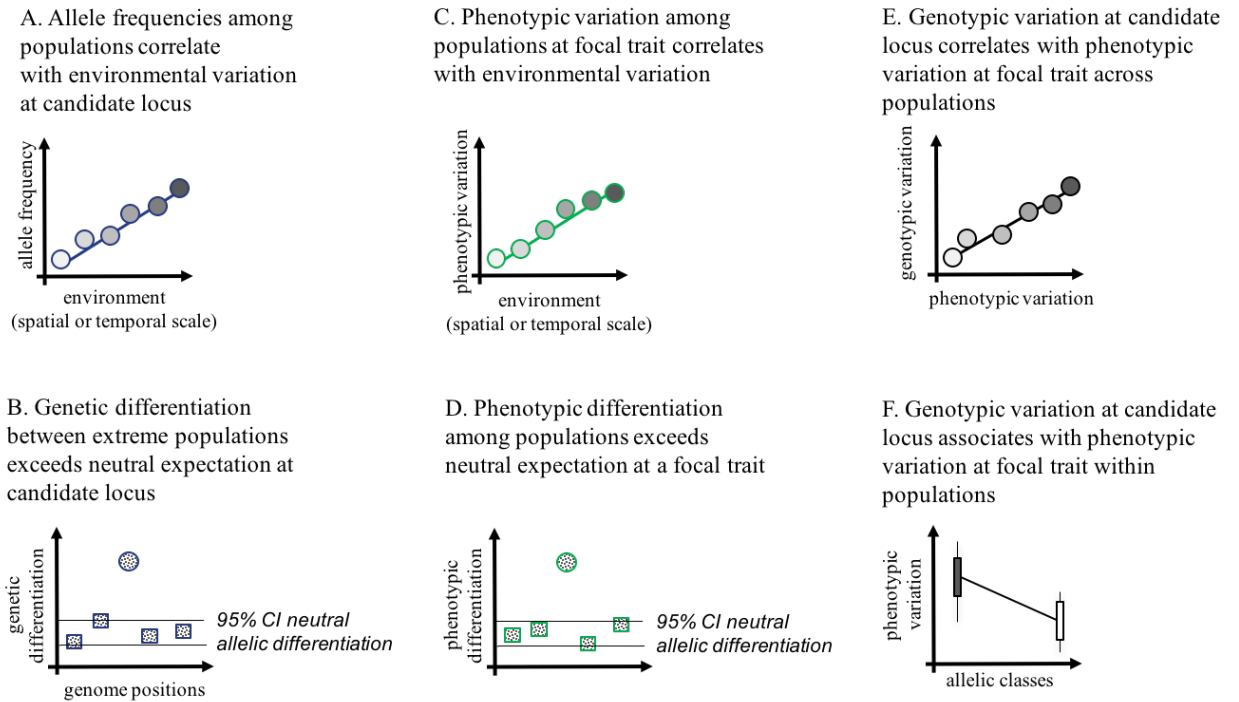 A. Allele frequencies among
populations correlate
with environmental variation
at candidate locus
allele frequency
environment
(spatial or temporal scale)
C. Phenotypic variation among
populations at focal trait correlates
with environmental variation
phenotypic variation
environment
(spatial or temporal scale)
E. Genotypic variation at candidate
locus correlates with phenotypic
variation at focal trait across
populations
genotypic variation
phenotypic variation
B. Genetic differentiation
between extreme populations
exceeds neutral expectation at
candidate locus
genetic
differentiation
95% CI neutral
allelic differentiation
genome positions
D. Phenotypic differentiation
among populations exceeds
neutral expectation at a focal trait
phenotypic
differentiation
95% CI neutral
allelic differentiation
F. Genotypic variation at candidate
locus associates with phenotypic
variation at focal trait within
populations
phenotypic
variation
allelic classes